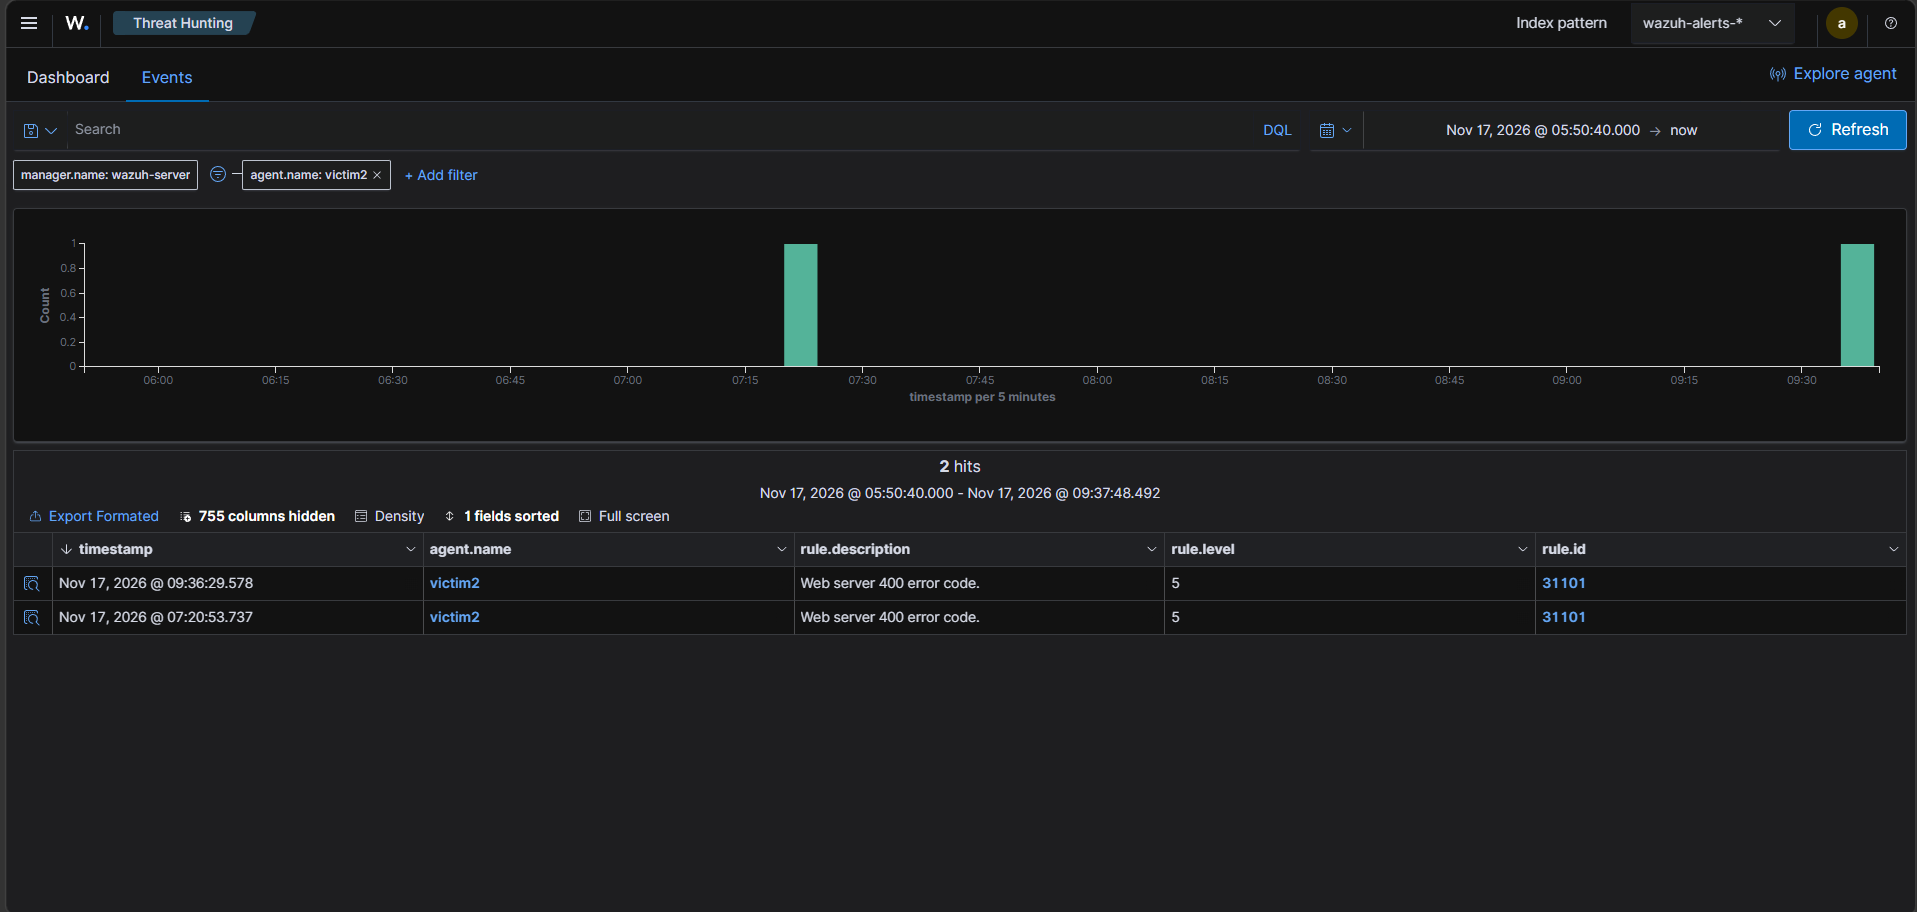 W. Threat Hunting Index pattern wazuh-alerts-* a
Dashboard Events Explore agent
Search DQL Nov 17, 2026 @ 05:50:40.000 → now Refresh
manager.name: wazuh-server agent.name: victim2 × + Add filter
1
0.8
0.6
0.4
0.2
0
Count
06:00 06:15 06:30 06:45 07:00 07:15 07:30 07:45 08:00 08:15 08:30 08:45 09:00 09:15 09:30
timestamp per 5 minutes
2 hits
Nov 17, 2026 @ 05:50:40.000 - Nov 17, 2026 @ 09:37:48.492
Export Formated 755 columns hidden Density 1 fields sorted Full screen
timestamp agent.name rule.description rule.level rule.id
Nov 17, 2026 @ 09:36:29.578 victim2 Web server 400 error code. 5 31101
Nov 17, 2026 @ 07:20:53.737 victim2 Web server 400 error code. 5 31101